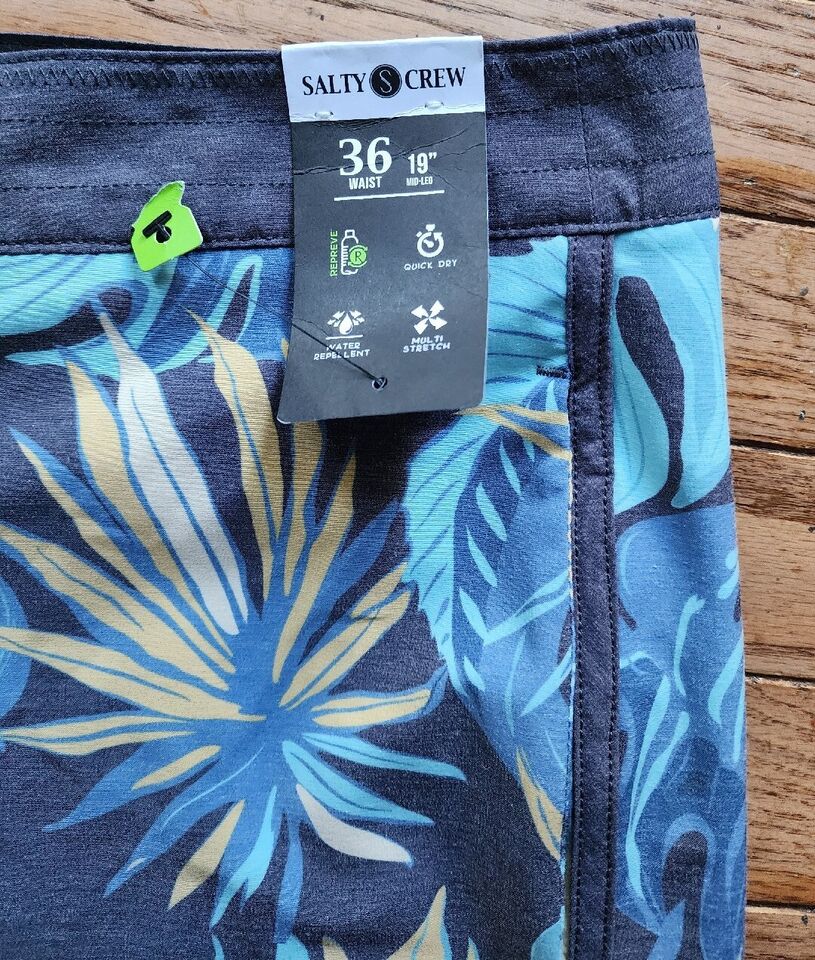 SALTY S CREW
36 19”
WAIST MID-LEG
REPREVE
R
QUICK DRY
WATER MULTI
REPELLENT STRETCH